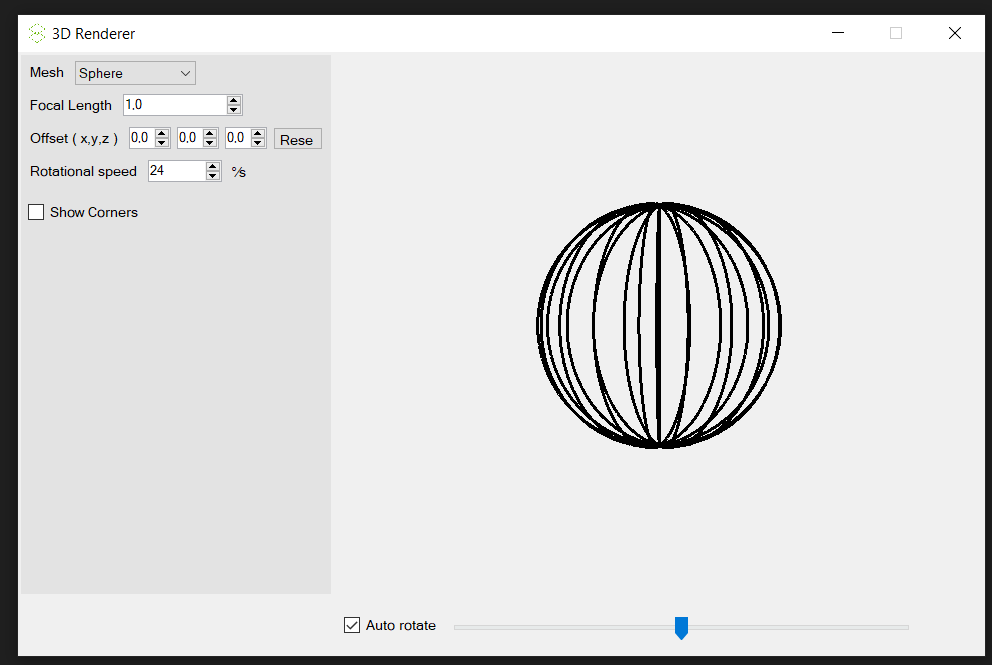 3D Renderer
Mesh Sphere
Focal Length 1,0
Offset ( x,y,z ) 0,0 0,0 0,0 Rese
Rotational speed 24 °/s
Show Corners
Auto rotate